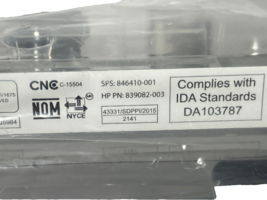 CNC C-15504
SPS: 846410-001
HP PN: 839082-003
NOM
NYCE
43331/SDPPI/2015
2141
Complies with
IDA Standards
DA103787